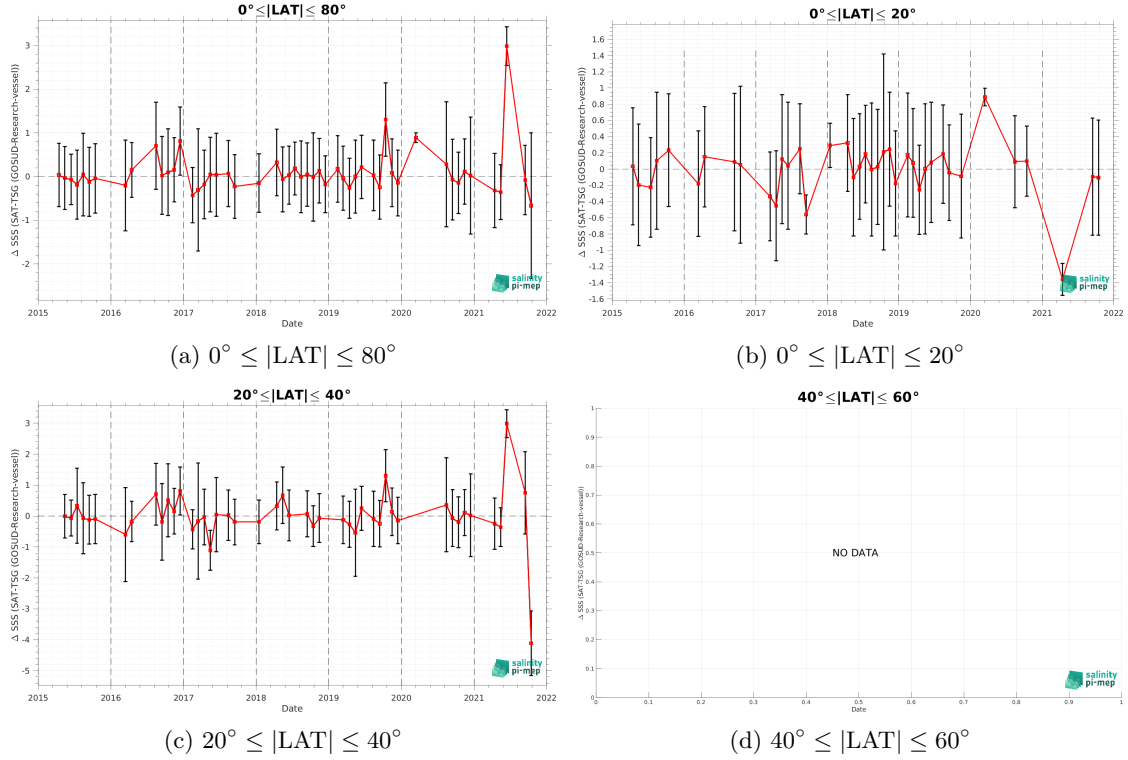 0°≤|LAT|≤ 80°
Δ SSS (SAT-TSG (GOSUD-Research-vessel))
3
2
1
0
-1
-2
2015 2016 2017 2018 2019 2020 2021 2022
Date
salinity
pi-mep
(a) 0° ≤ |LAT| ≤ 80°
0°≤|LAT|≤ 20°
Δ SSS (SAT-TSG (GOSUD-Research-vessel))
1.6
1.4
1.2
1
0.8
0.6
0.4
0.2
0
-0.2
-0.4
-0.6
-0.8
-1
-1.2
-1.4
-1.6
2015 2016 2017 2018 2019 2020 2021 2022
Date
salinity
pi-mep
(b) 0° ≤ |LAT| ≤ 20°
20°≤|LAT|≤ 40°
Δ SSS (SAT-TSG (GOSUD-Research-vessel))
3
2
1
0
-1
-2
-3
-4
-5
2015 2016 2017 2018 2019 2020 2021 2022
Date
salinity
pi-mep
(c) 20° ≤ |LAT| ≤ 40°
40°≤|LAT|≤ 60°
Δ SSS (SAT-TSG (GOSUD-Research-vessel))
1
0.9
0.8
0.7
0.6
0.5
0.4
0.3
0.2
0.1
0
NO DATA
0 0.1 0.2 0.3 0.4 0.5 0.6 0.7 0.8 0.9 1
Date
salinity
pi-mep
(d) 40° ≤ |LAT| ≤ 60°